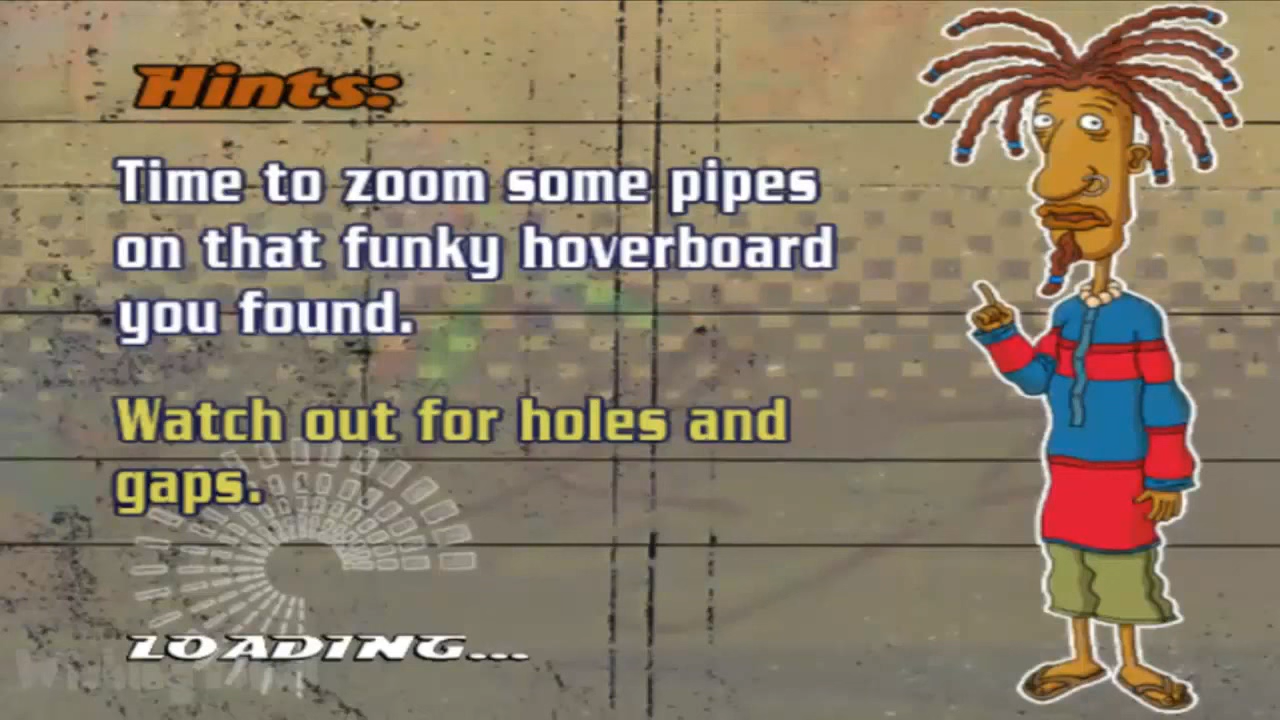 Hints:
Time to zoom some pipes
on that funky hoverboard
you found.
Watch out for holes and
gaps.
LOADING...